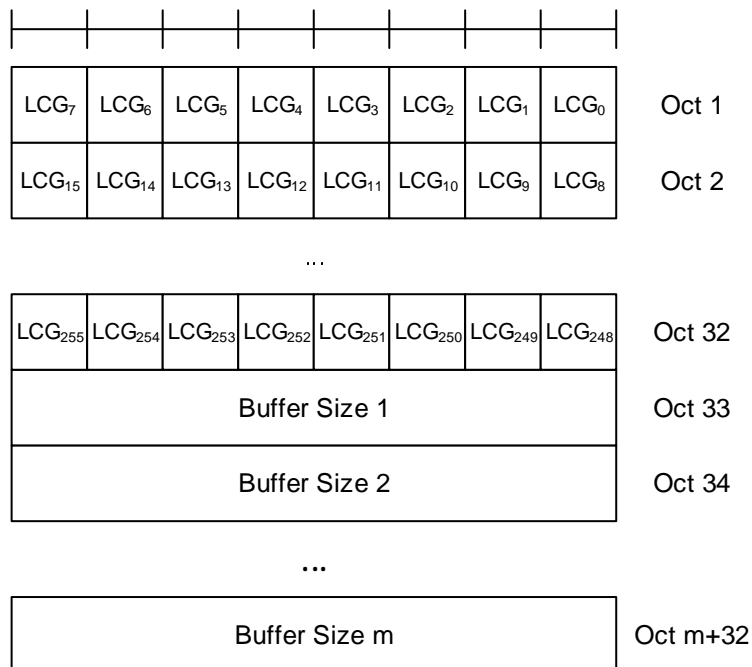 LCG7 LCG6 LCG5 LCG4 LCG3 LCG2 LCG1 LCG0 Oct 1
LCG15 LCG14 LCG13 LCG12 LCG11 LCG10 LCG9 LCG8 Oct 2
...
LCG255 LCG254 LCG253 LCG252 LCG251 LCG250 LCG249 LCG248 Oct 32
Buffer Size 1 Oct 33
Buffer Size 2 Oct 34
...
Buffer Size m Oct m+32